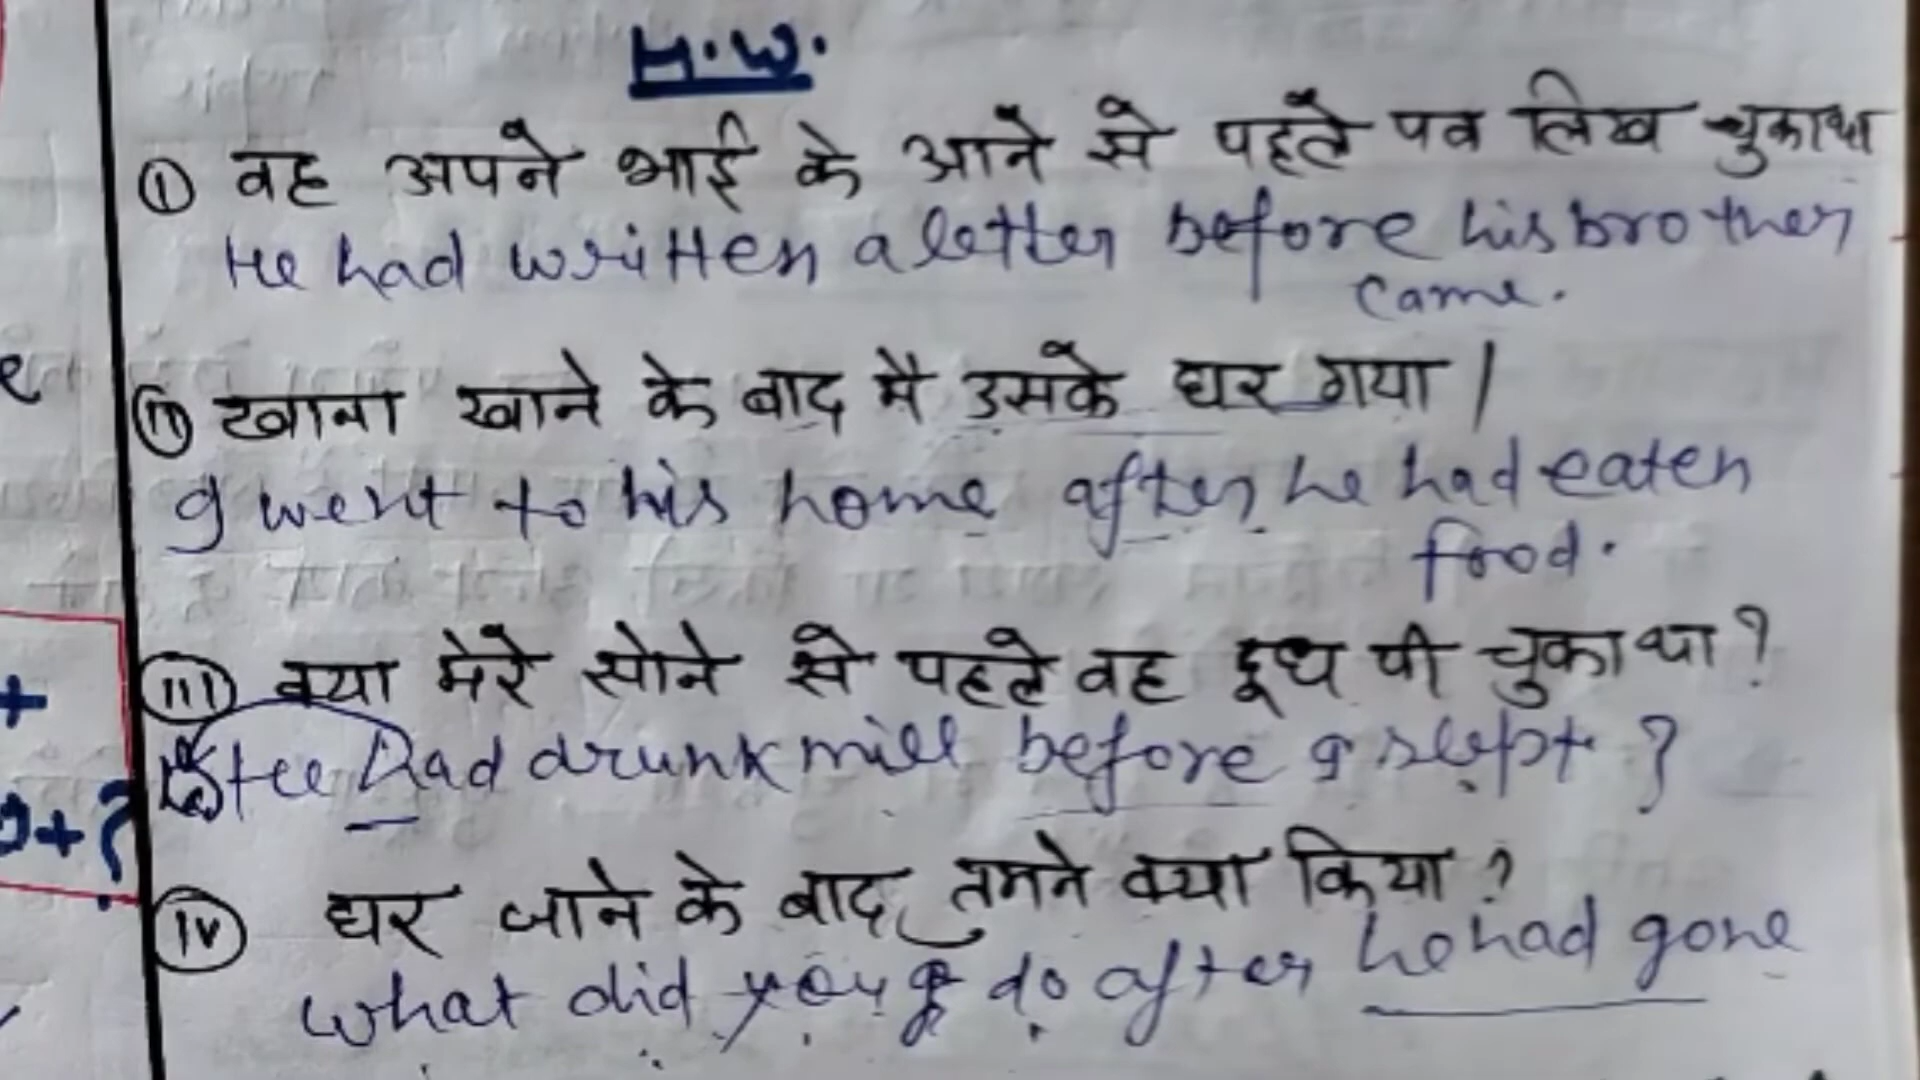 H.W.
① वह अपने भाई के आने से पहले पत्र लिख चुका था
He had written a letter before his brother
came.
ii खाना खाने के बाद मै उसके घर गया |
I went to his home after he had eaten
food.
iii क्या मेरे सोने से पहले वह दूध पी चुका था ?
Had drunk milk before I slept ?
iv घर जाने के बाद तुमने क्या किया ?
What did you do after he had gone